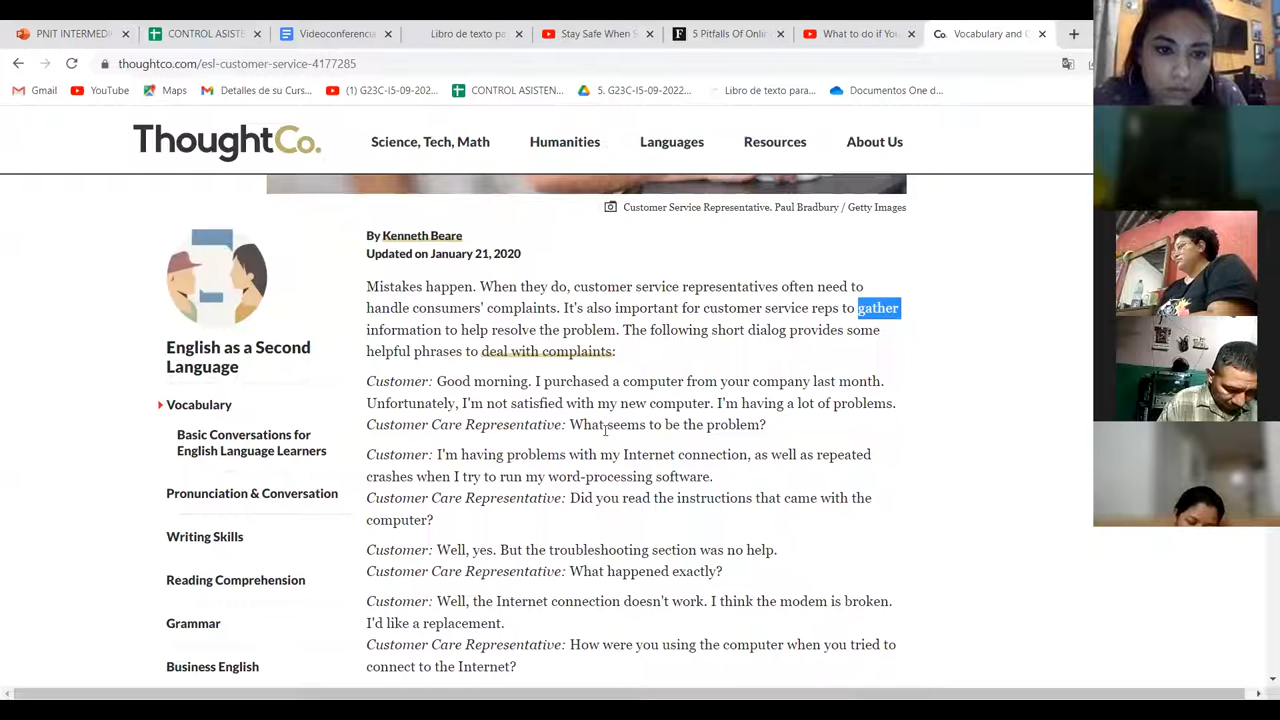 PNIT INTERMEDI
CONTROL ASISTE
Videoconferencia
Libro de texto pa
Stay Safe When S
5 Pitfalls Of Onli
What to do if You
Co. Vocabulary and C
thoughtco.com/esl-customer-service-4177285
Gmail
YouTube
Maps
Detalles de su Curs...
(1) G23C-I5-09-202...
CONTROL ASISTEN...
5. G23C-I5-09-2022...
Libro de texto para...
Documentos One d...
ThoughtCo.
Science, Tech, Math
Humanities
Languages
Resources
About Us
Customer Service Representative. Paul Bradbury / Getty Images
By Kenneth Beare
Updated on January 21, 2020
English as a Second
Language
Vocabulary
Basic Conversations for
English Language Learners
Pronunciation & Conversation
Writing Skills
Reading Comprehension
Grammar
Business English
Mistakes happen. When they do, customer service representatives often need to
handle consumers' complaints. It's also important for customer service reps to gather
information to help resolve the problem. The following short dialog provides some
helpful phrases to deal with complaints:
Customer: Good morning. I purchased a computer from your company last month.
Unfortunately, I'm not satisfied with my new computer. I'm having a lot of problems.
Customer Care Representative: What seems to be the problem?
Customer: I'm having problems with my Internet connection, as well as repeated
crashes when I try to run my word-processing software.
Customer Care Representative: Did you read the instructions that came with the
computer?
Customer: Well, yes. But the troubleshooting section was no help.
Customer Care Representative: What happened exactly?
Customer: Well, the Internet connection doesn't work. I think the modem is broken.
I'd like a replacement.
Customer Care Representative: How were you using the computer when you tried to
connect to the Internet?